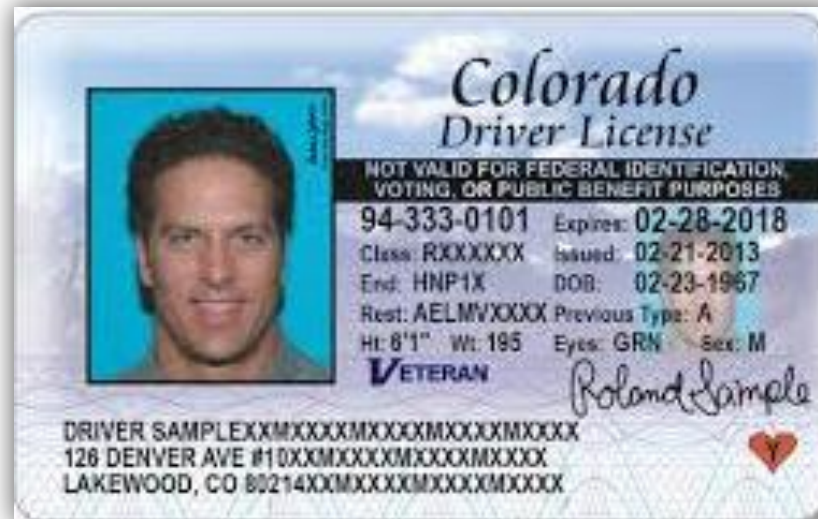 Colorado
Driver License
NOT VALID FOR FEDERAL IDENTIFICATION,
VOTING, OR PUBLIC BENEFIT PURPOSES
94-333-0101 Expires: 02-28-2018
Class: RXXXXXX Issued: 02-21-2013
End: HNP1X DOB: 02-23-1967
Rest: AELMVXXXX Previous Type: A
Ht: 6'1" Wt: 195 Eyes: GRN Sex: M
VETERAN
Roland Sample
DRIVER SAMPLEXXMXXXXMXXXXMXXXXMXXXX
126 DENVER AVE #10XXMXXXXMXXXXMXXXX
LAKEWOOD, CO 80214XXMXXXXMXXXXMXXXX
Y